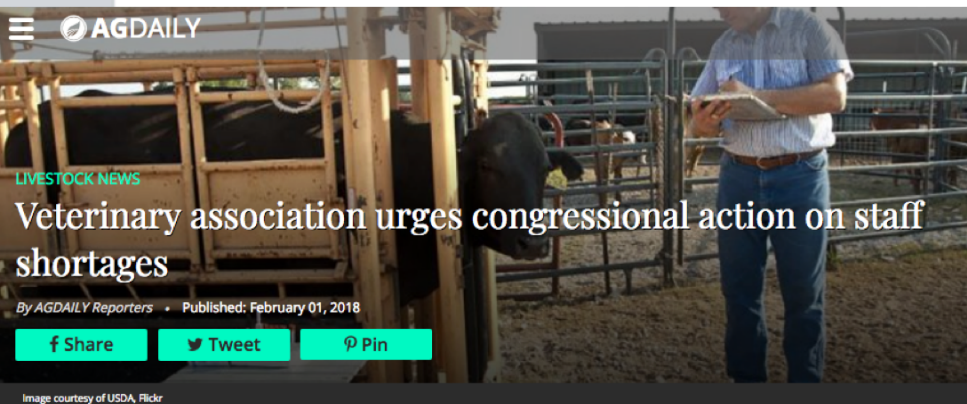 AGDAILY
LIVESTOCK NEWS
Veterinary association urges congressional action on staff
shortages
By AGDAILY Reporters • Published: February 01, 2018
Share Tweet Pin
Image courtesy of USDA, Flickr